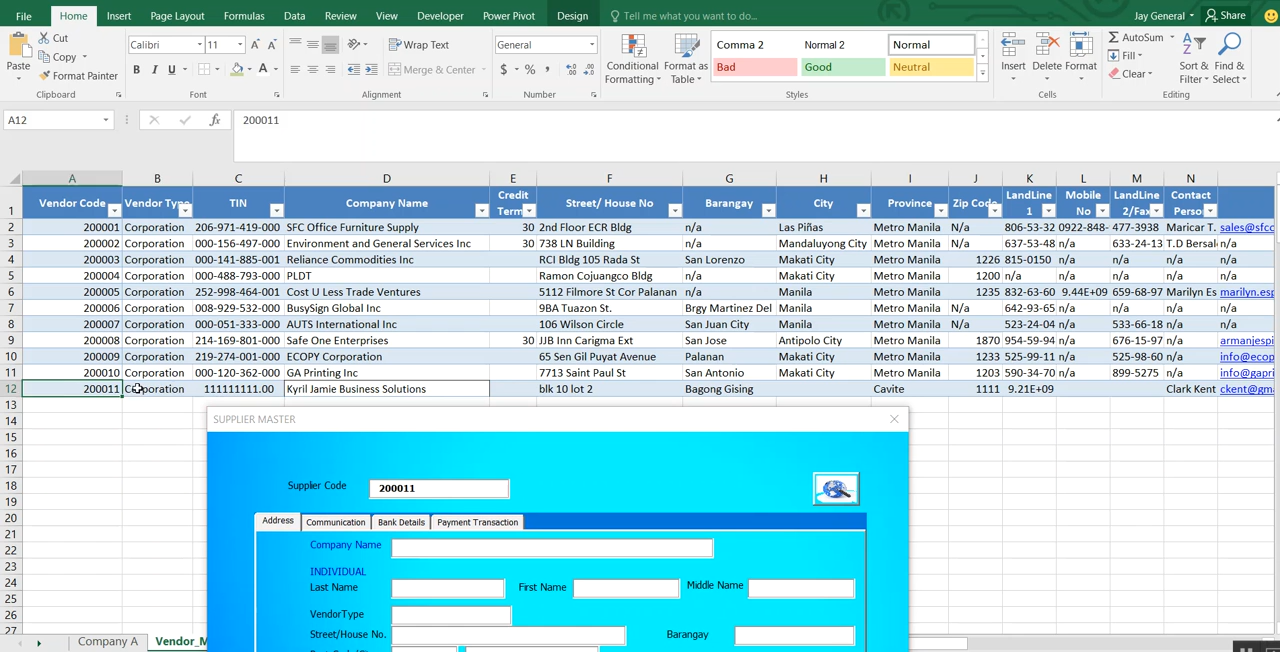 File Home Insert Page Layout Formulas Data Review View Developer Power Pivot Design Tell me what you want to do... Jay General Share
Cut
Copy
Format Painter
Paste
Clipboard
Calibri 11 A A
B I U A
Font
Wrap Text
Merge & Center
Alignment
General
$ % ,
Number
Conditional Formatting
Format as Table
Comma 2 Normal 2 Normal
Bad Good Neutral
Styles
Insert Delete Format
Cells
AutoSum
Fill
Clear
Sort & Filter
Find & Select
Editing
A12 fx 200011
A B C D E F G H I J K L M N
1 Vendor Code Vendor Type TIN Company Name Credit Term Street/ House No Barangay City Province Zip Code LandLine 1 Mobile No LandLine 2/Fax Contact Person
2 200001 Corporation 206-971-419-000 SFC Office Furniture Supply 30 2nd Floor ECR Bldg n/a Las Piñas Metro Manila N/a 806-53-32 0922-848- 477-3938 Maricar T. sales@sfcc
3 200002 Corporation 000-156-497-000 Environment and General Services Inc 30 738 LN Building n/a Mandaluyong City Metro Manila N/a 637-53-48 n/a 633-24-13 T.D Bersal n/a
4 200003 Corporation 000-141-885-001 Reliance Commodities Inc RCI Bldg 105 Rada St San Lorenzo Makati City Metro Manila 1226 815-0150 n/a n/a n/a n/a
5 200004 Corporation 000-488-793-000 PLDT Ramon Cojuangco Bldg n/a Makati City Metro Manila 1200 n/a n/a n/a n/a n/a
6 200005 Corporation 252-998-464-001 Cost U Less Trade Ventures 5112 Filmore St Cor Palanan n/a Manila Metro Manila 1235 832-63-60 9.44E+09 659-68-97 Marilyn Es marilyn.esp
7 200006 Corporation 008-929-532-000 BusySign Global Inc 9BA Tuazon St. Brgy Martinez Del Manila Metro Manila N/a 642-93-65 n/a n/a n/a n/a
8 200007 Corporation 000-051-333-000 AUTS International Inc 106 Wilson Circle San Juan City Manila Metro Manila N/a 523-24-04 n/a 533-66-18 n/a n/a
9 200008 Corporation 214-169-801-000 Safe One Enterprises 30 JJB Inn Carigma Ext San Jose Antipolo City Metro Manila 1870 954-59-94 n/a 676-15-97 n/a armanjespi
10 200009 Corporation 219-274-001-000 ECOPY Corporation 65 Sen Gil Puyat Avenue Palanan Makati City Metro Manila 1233 525-99-11 n/a 525-98-60 n/a info@ecop
11 200010 Corporation 000-120-362-000 GA Printing Inc 7713 Saint Paul St San Antonio Makati City Metro Manila 1203 590-34-70 n/a 899-5275 n/a info@gapri
12 200011 Corporation 111111111.00 Kyril Jamie Business Solutions blk 10 lot 2 Bagong Gising Cavite 1111 9.21E+09 Clark Kent ckent@gma
13
14
15
16
17
18
19
20
21
22
23
24
25
26
27
SUPPLIER MASTER
Supplier Code 200011
Address Communication Bank Details Payment Transaction
Company Name
INDIVIDUAL
Last Name First Name Middle Name
VendorType
Street/House No. Barangay
Company A Vendor_M